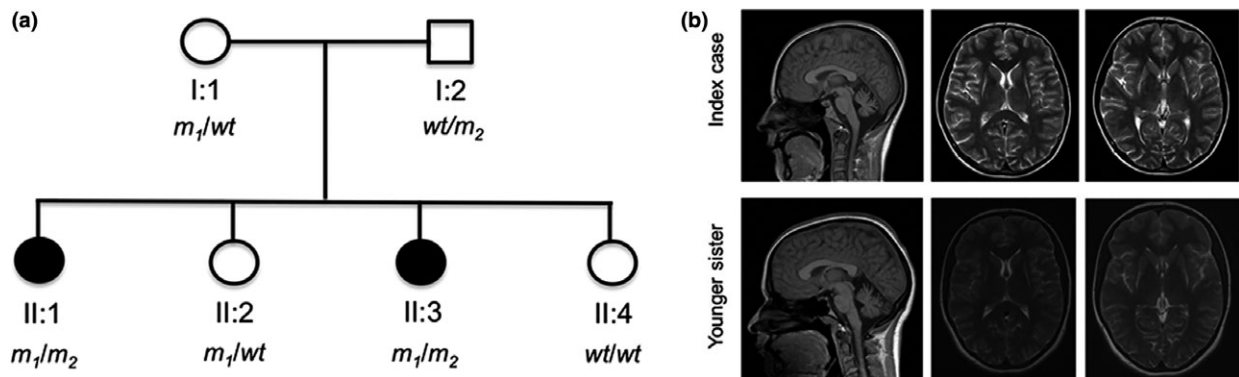 (a)
I:1
I:2
m₁/wt
wt/m₂
II:1
II:2
II:3
II:4
m₁/m₂
m₁/wt
m₁/m₂
wt/wt
(b)
Index case
Younger sister